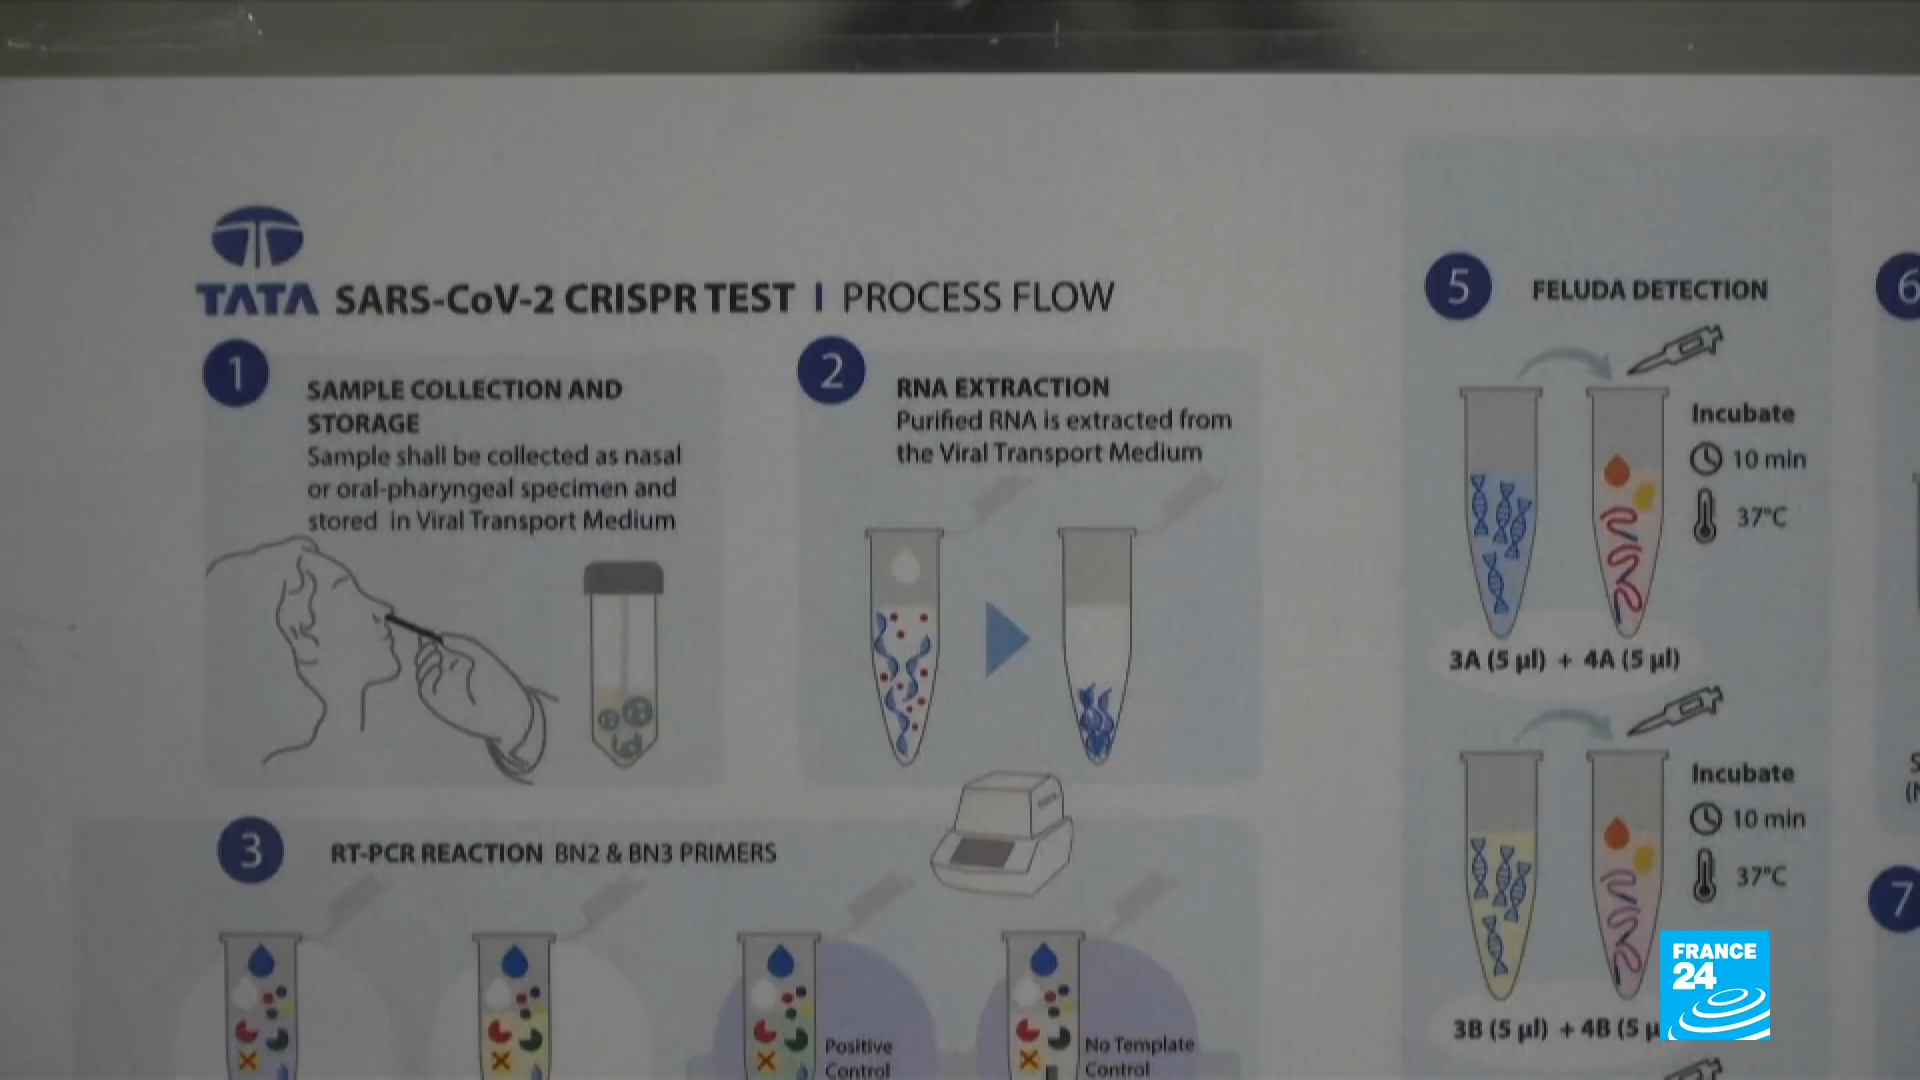 TATA SARS-CoV-2 CRISPR TEST | PROCESS FLOW
1
SAMPLE COLLECTION AND
STORAGE
Sample shall be collected as nasal
or oral-pharyngeal specimen and
stored in Viral Transport Medium
2
RNA EXTRACTION
Purified RNA is extracted from
the Viral Transport Medium
3
RT-PCR REACTION BN2 & BN3 PRIMERS
Positive
Control
No Template
Control
5
FELUDA DETECTION
Incubate
10 min
37°C
3A (5 µl) + 4A (5 µl)
Incubate
10 min
37°C
3B (5 µl) + 4B (5 µ
6
7
FRANCE
24